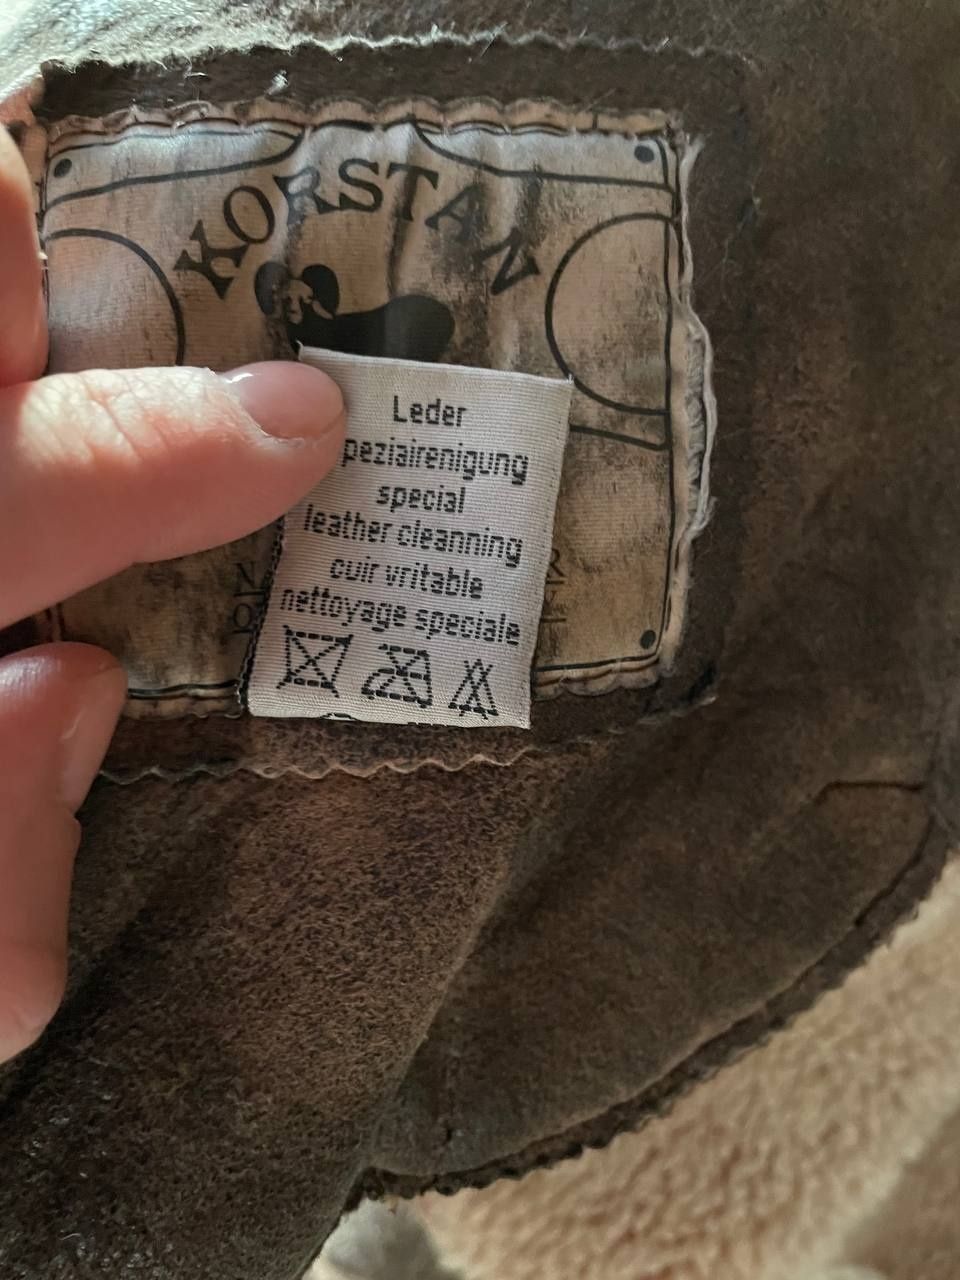 KORSTAN
Leder
peziairenigung
special
leather cleanning
cuir vritable
nettoyage speciale